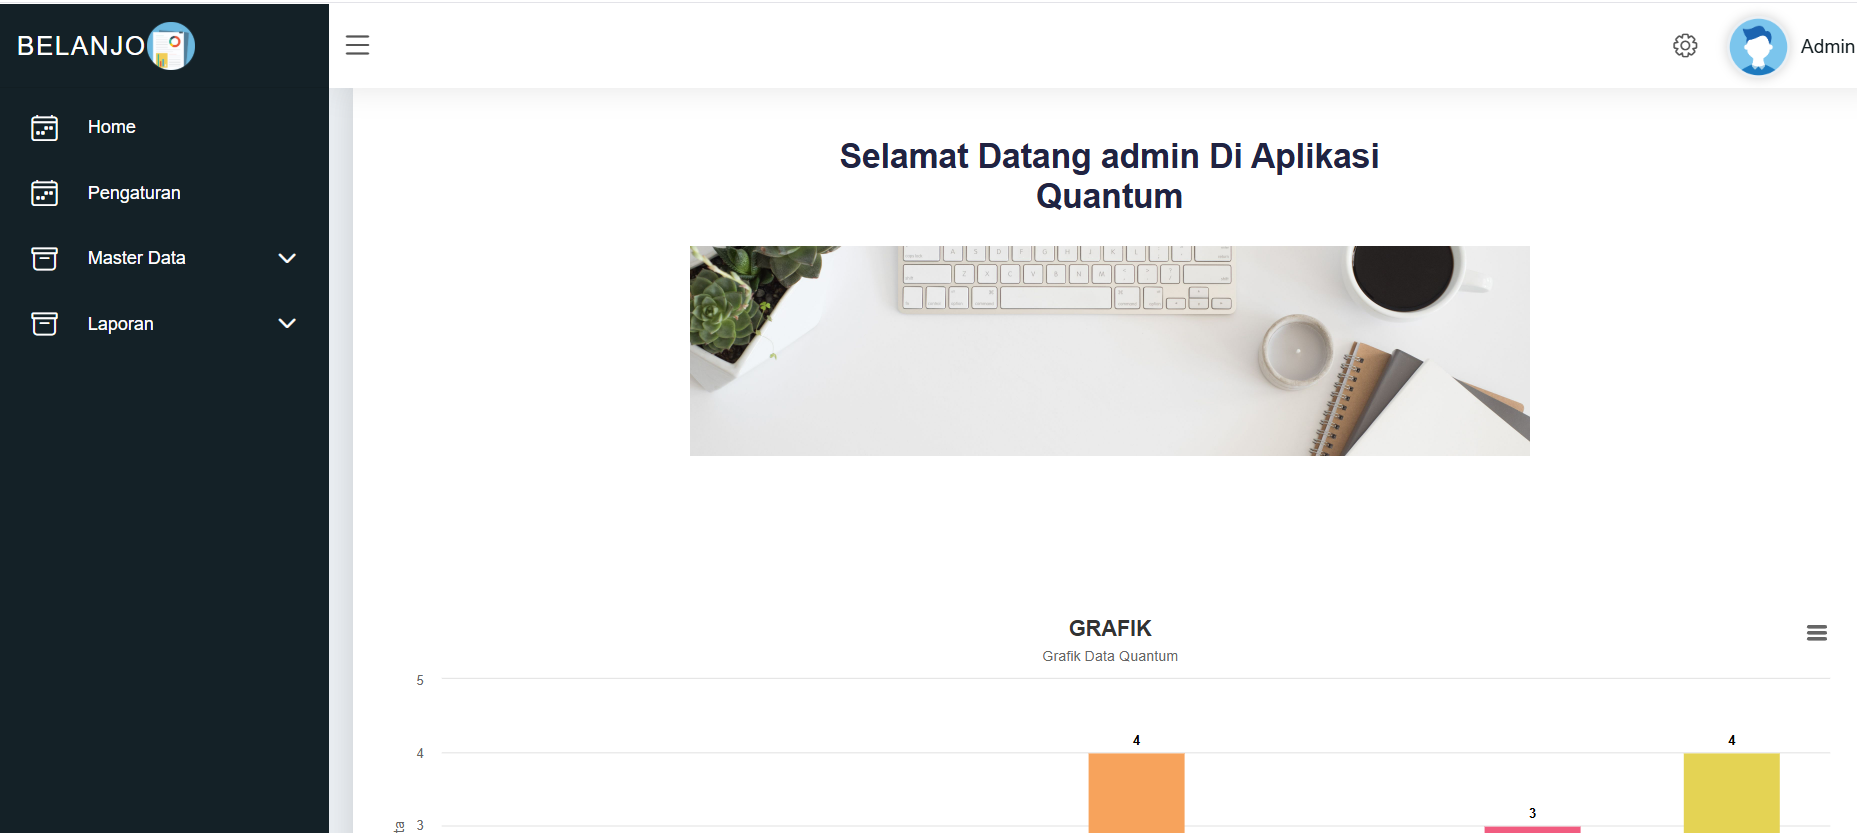 BELANJO
Admin
Home
Pengaturan
Master Data
Laporan
Selamat Datang admin Di Aplikasi
Quantum
GRAFIK
Grafik Data Quantum
5
4
4
4
3
3